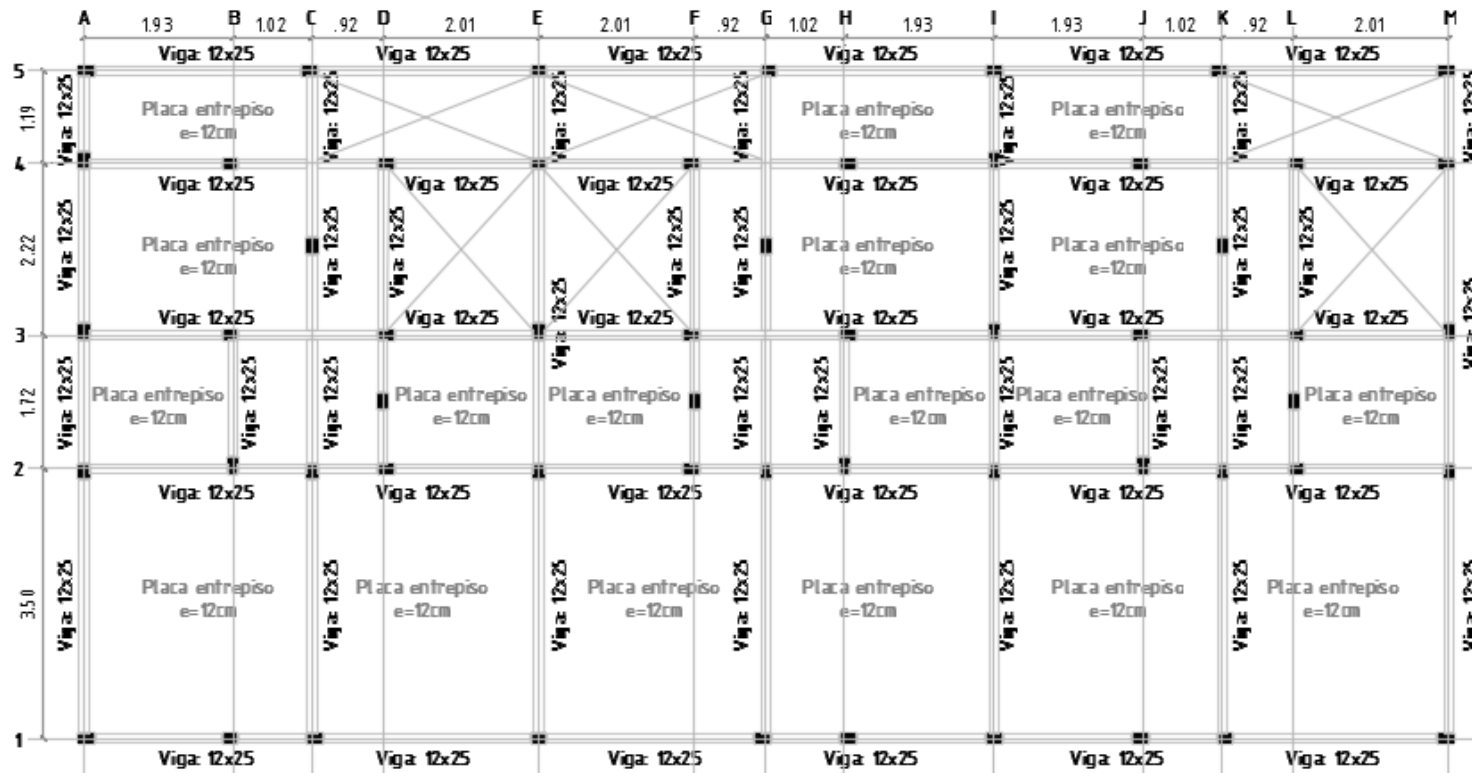 A B C D E F G H I J K L M
1.93 1.02 .92 2.01 2.01 .92 1.02 1.93 1.93 1.02 .92 2.01
Viga: 12x25 Viga: 12x25 Viga: 12x25 Viga: 12x25 Viga: 12x25 Viga: 12x25
5
1.19
Viga: 12x25 Viga: 12x25 Viga: 12x25 Viga: 12x25 Viga: 12x25 Viga: 12x25 Viga: 12x25
Placa entrepiso Placa entrepiso Placa entrepiso
e=12cm e=12cm e=12cm
4
Viga: 12x25 Viga: 12x25 Viga: 12x25 Viga: 12x25 Viga: 12x25 Viga: 12x25
2.22
Viga: 12x25 Viga: 12x25 Viga: 12x25 Viga: 12x25 Viga: 12x25 Viga: 12x25 Viga: 12x25 Viga: 12x25 Viga: 12x25 Viga: 12x25
Placa entrepiso Placa entrepiso Placa entrepiso
e=12cm e=12cm e=12cm
Viga: 12x25 Viga: 12x25 Viga: 12x25 Viga: 12x25 Viga: 12x25 Viga: 12x25
3
1.72
Viga: 12x25 Viga: 12x25 Viga: 12x25 Viga: 12x25 Viga: 12x25 Viga: 12x25 Viga: 12x25 Viga: 12x25
Placa entrepiso Placa entrepiso Placa entrepiso Placa entrepiso Placa entrepiso Placa entrepiso
e=12cm e=12cm e=12cm e=12cm e=12cm e=12cm
2
Viga: 12x25 Viga: 12x25 Viga: 12x25 Viga: 12x25 Viga: 12x25 Viga: 12x25
3.50
Viga: 12x25 Viga: 12x25 Viga: 12x25 Viga: 12x25 Viga: 12x25 Viga: 12x25 Viga: 12x25
Placa entrepiso Placa entrepiso Placa entrepiso Placa entrepiso Placa entrepiso Placa entrepiso
e=12cm e=12cm e=12cm e=12cm e=12cm e=12cm
1
Viga: 12x25 Viga: 12x25 Viga: 12x25 Viga: 12x25 Viga: 12x25 Viga: 12x25